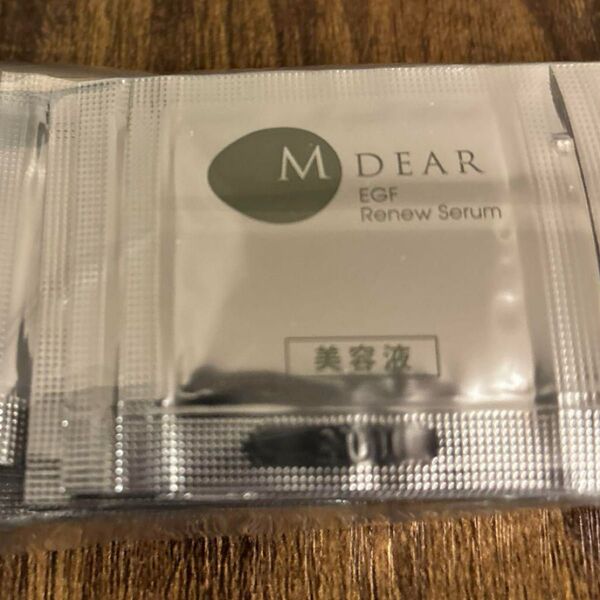 M DEAR
EGF
Renew Serum
美容液